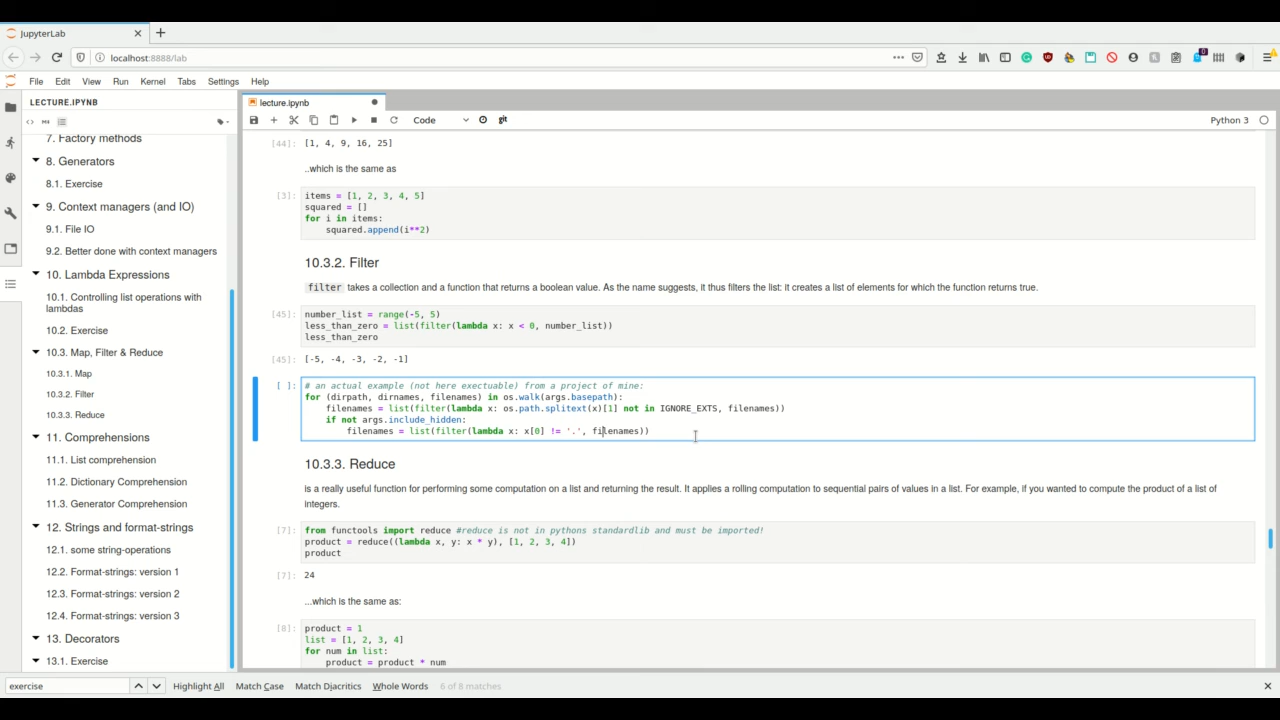 JupyterLab
localhost:8888/lab
0
File Edit View Run Kernel Tabs Settings Help
LECTURE.IPYNB
7. Factory methods
8. Generators
8.1. Exercise
9. Context managers (and IO)
9.1. File IO
9.2. Better done with context managers
10. Lambda Expressions
10.1. Controlling list operations with
lambdas
10.2. Exercise
10.3. Map, Filter & Reduce
10.3.1. Map
10.3.2. Filter
10.3.3. Reduce
11. Comprehensions
11.1. List comprehension
11.2. Dictionary Comprehension
11.3. Generator Comprehension
12. Strings and format-strings
12.1. some string-operations
12.2. Format-strings: version 1
12.3. Format-strings: version 2
12.4. Format-strings: version 3
13. Decorators
13.1. Exercise
lecture.ipynb
Code git Python 3
[44]: [1, 4, 9, 16, 25]
..which is the same as
[3]: items = [1, 2, 3, 4, 5]
squared = []
for i in items:
squared.append(i**2)
10.3.2. Filter
filter takes a collection and a function that returns a boolean value. As the name suggests, it thus filters the list: it creates a list of elements for which the function returns true.
[45]: number_list = range(-5, 5)
less_than_zero = list(filter(lambda x: x < 0, number_list))
less_than_zero
[45]: [-5, -4, -3, -2, -1]
[ ]: # an actual example (not here exectuable) from a project of mine:
for (dirpath, dirnames, filenames) in os.walk(args.basepath):
filenames = list(filter(lambda x: os.path.splitext(x)[1] not in IGNORE_EXTS, filenames))
if not args.include_hidden:
filenames = list(filter(lambda x: x[0] != '.', filenames))
10.3.3. Reduce
is a really useful function for performing some computation on a list and returning the result. It applies a rolling computation to sequential pairs of values in a list. For example, if you wanted to compute the product of a list of
integers.
[7]: from functools import reduce #reduce is not in pythons standardlib and must be imported!
product = reduce((lambda x, y: x * y), [1, 2, 3, 4])
product
[7]: 24
...which is the same as:
[8]: product = 1
list = [1, 2, 3, 4]
for num in list:
product = product * num
exercise Highlight All Match Case Match Diacritics Whole Words 6 of 8 matches